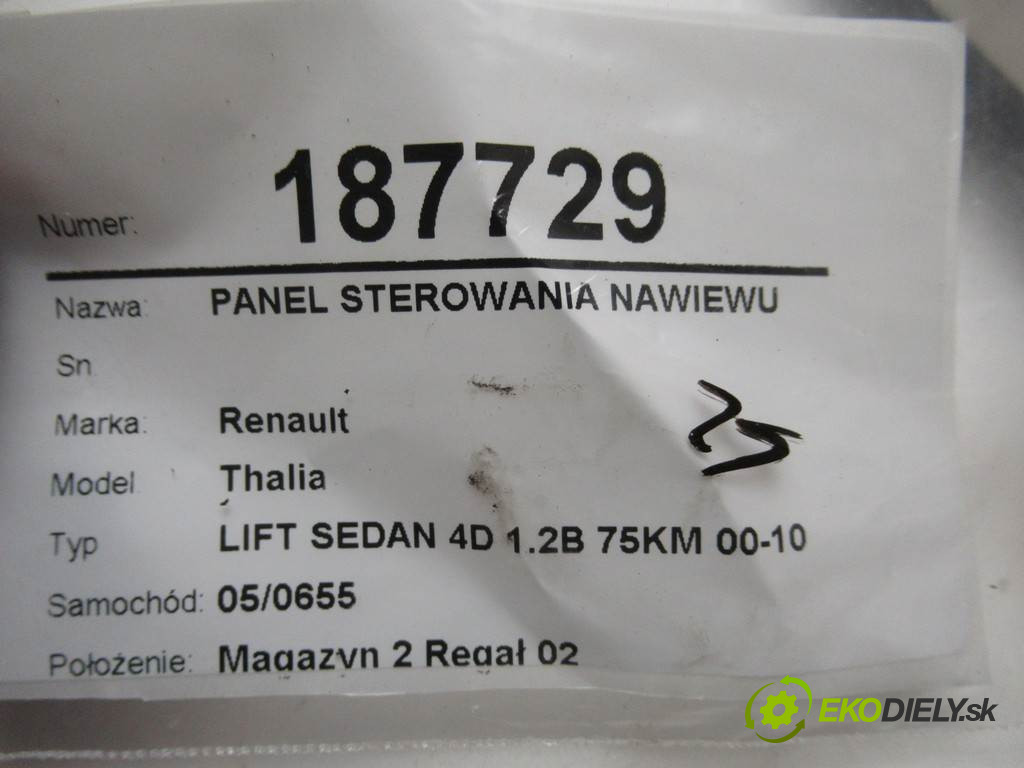 Numer: 187729
Nazwa: PANEL STEROWANIA NAWIEWU
Sn
Marka: Renault
Model Thalia
Typ LIFT SEDAN 4D 1.2B 75KM 00-10
Samochód: 05/0655
Położenie: Magazyn 2 Regał 02
25
EKODIELY.sk